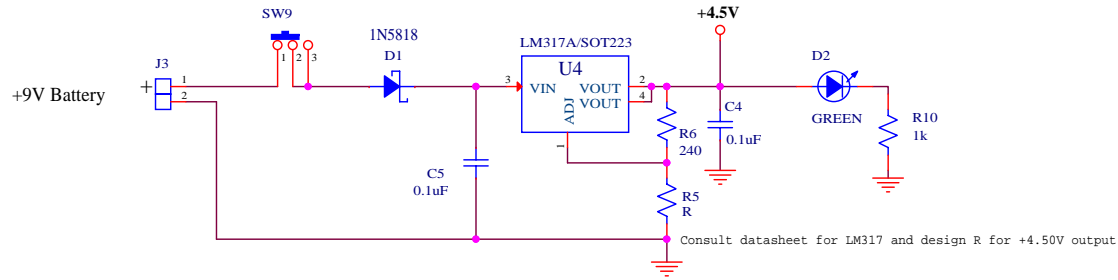 +4.5V
SW9
1N5818
D1
LM317A/SOT223
U4
D2
J3
+
1
2
1
2
3
3
VIN
VOUT
VOUT
2
4
ADJ
1
+9V Battery
R6
240
C4
0.1uF
GREEN
R10
1k
C5
0.1uF
R5
R
Consult datasheet for LM317 and design R for +4.50V output